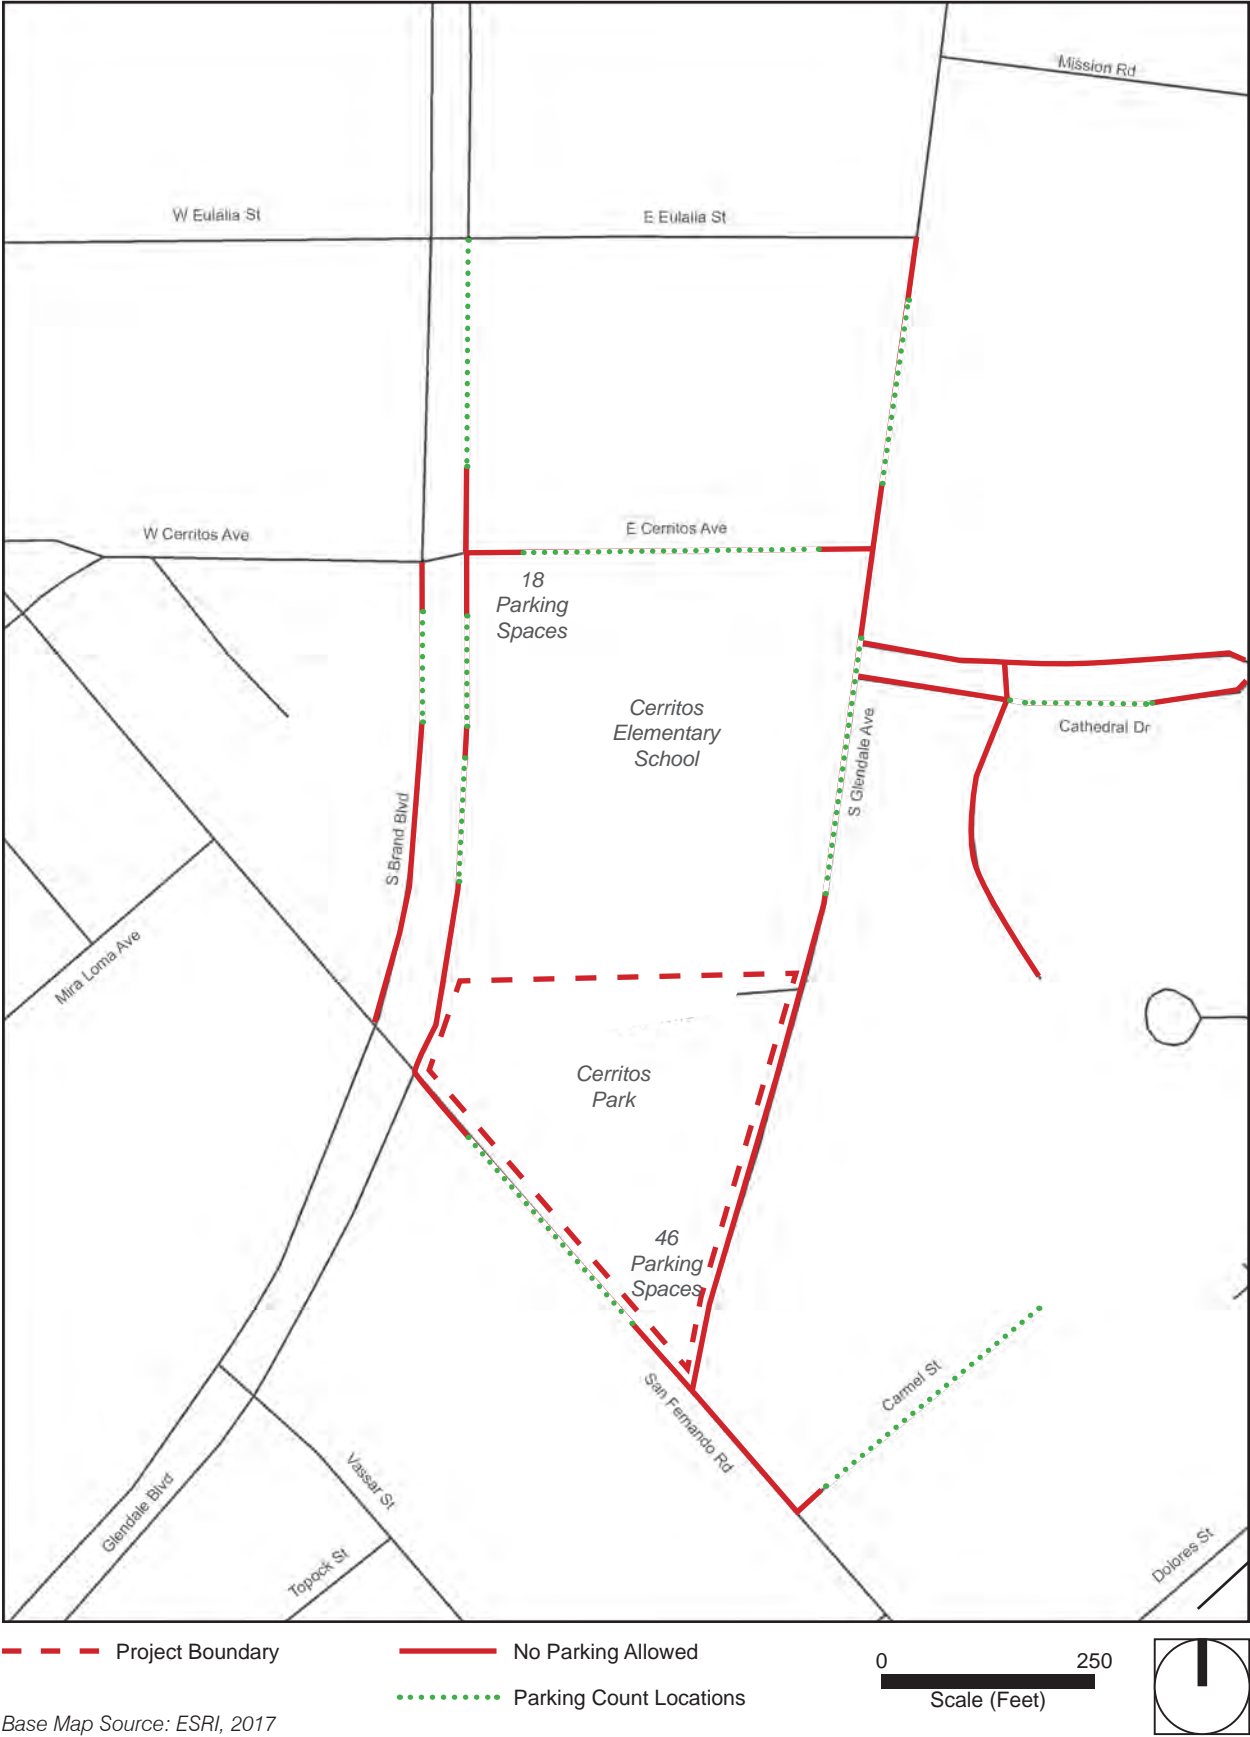 Mission Rd
W Eulalia St
E Eulalia St
W Cerritos Ave
E Cerritos Ave
18
Parking
Spaces
Cerritos
Elementary
School
S Glendale Ave
Cathedral Dr
S Brand Blvd
Mira Loma Ave
Cerritos
Park
46
Parking
Spaces
San Fernando Rd
Carmel St
Vassar St
Glendale Blvd
Topock St
Dolores St
Project Boundary
No Parking Allowed
Parking Count Locations
0
250
Scale (Feet)
Base Map Source: ESRI, 2017